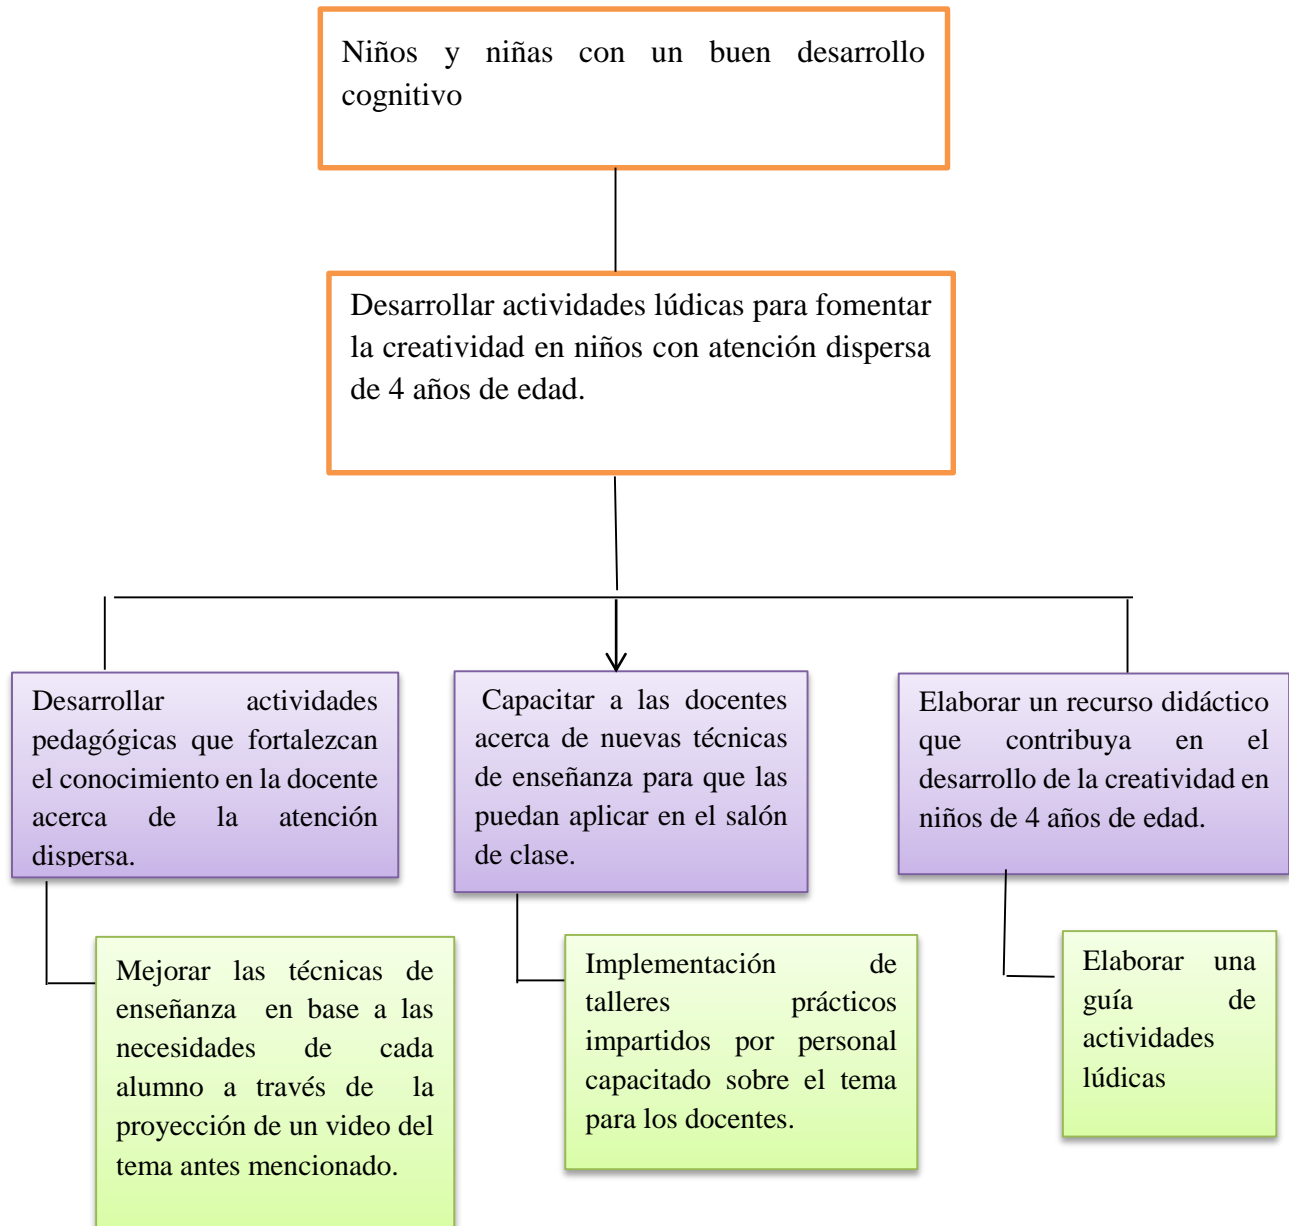 Niños y niñas con un buen desarrollo
cognitivo
Desarrollar actividades lúdicas para fomentar
la creatividad en niños con atención dispersa
de 4 años de edad.
Desarrollar actividades
pedagógicas que fortalezcan
el conocimiento en la docente
acerca de la atención
dispersa.
Capacitar a las docentes
acerca de nuevas técnicas
de enseñanza para que las
puedan aplicar en el salón
de clase.
Elaborar un recurso didáctico
que contribuya en el
desarrollo de la creatividad en
niños de 4 años de edad.
Mejorar las técnicas de
enseñanza en base a las
necesidades de cada
alumno a través de la
proyección de un video del
tema antes mencionado.
Implementación de
talleres prácticos
impartidos por personal
capacitado sobre el tema
para los docentes.
Elaborar una
guía de
actividades
lúdicas